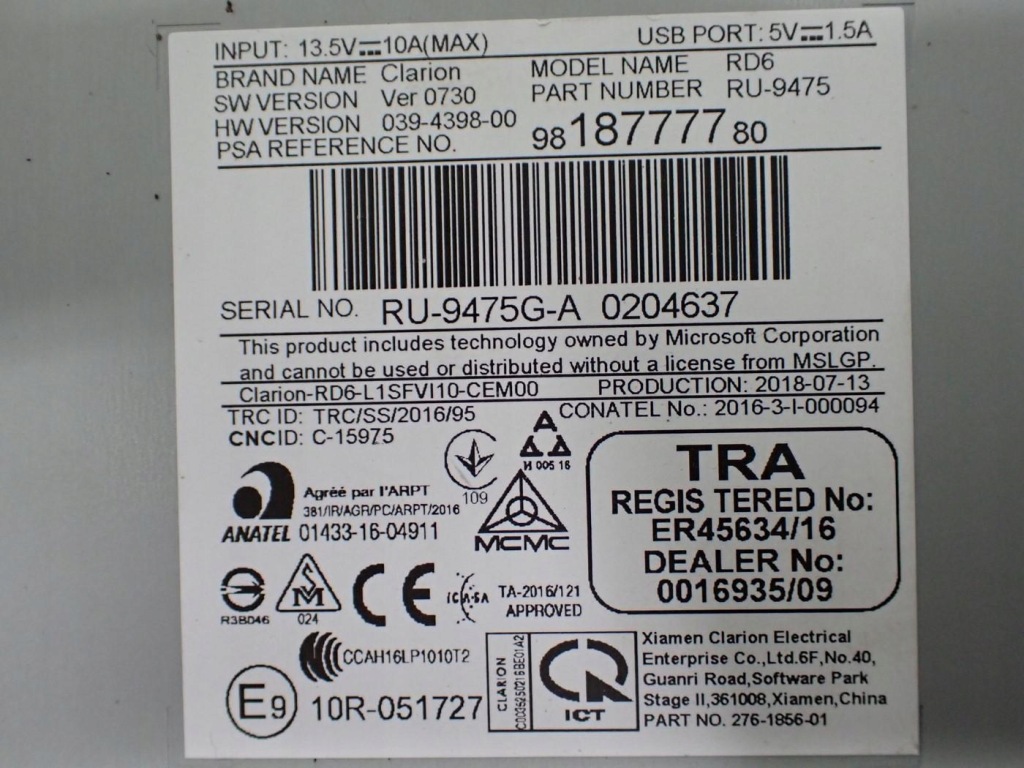 INPUT: 13.5V⎓10A(MAX) USB PORT: 5V⎓1.5A
BRAND NAME Clarion MODEL NAME RD6
SW VERSION Ver 0730 PART NUMBER RU-9475
HW VERSION 039-4398-00
PSA REFERENCE NO. 98 187777 80
SERIAL NO. RU-9475G-A 0204637
This product includes technology owned by Microsoft Corporation
and cannot be used or distributed without a license from MSLGP.
Clarion-RD6-L1SFVI10-CEM00 PRODUCTION: 2018-07-13
TRC ID: TRC/SS/2016/95 CONATEL No.: 2016-3-I-000094
CNCID: C-15975
H 005 16
109
Agréé par l'ARPT
381/IR/AGR/PC/ARPT/2016
ANATEL 01433-16-04911
MCMC
TRA
REGIS TERED No:
ER45634/16
DEALER No:
0016935/09
R3BD46
SM
024
CE
ICASA TA-2016/121
APPROVED
CCAH16LP1010T2
E9 10R-051727
CLARION
ICT
Xiamen Clarion Electrical
Enterprise Co.,Ltd.6F,No.40,
Guanri Road,Software Park
Stage II,361008,Xiamen,China
PART NO. 276-1856-01